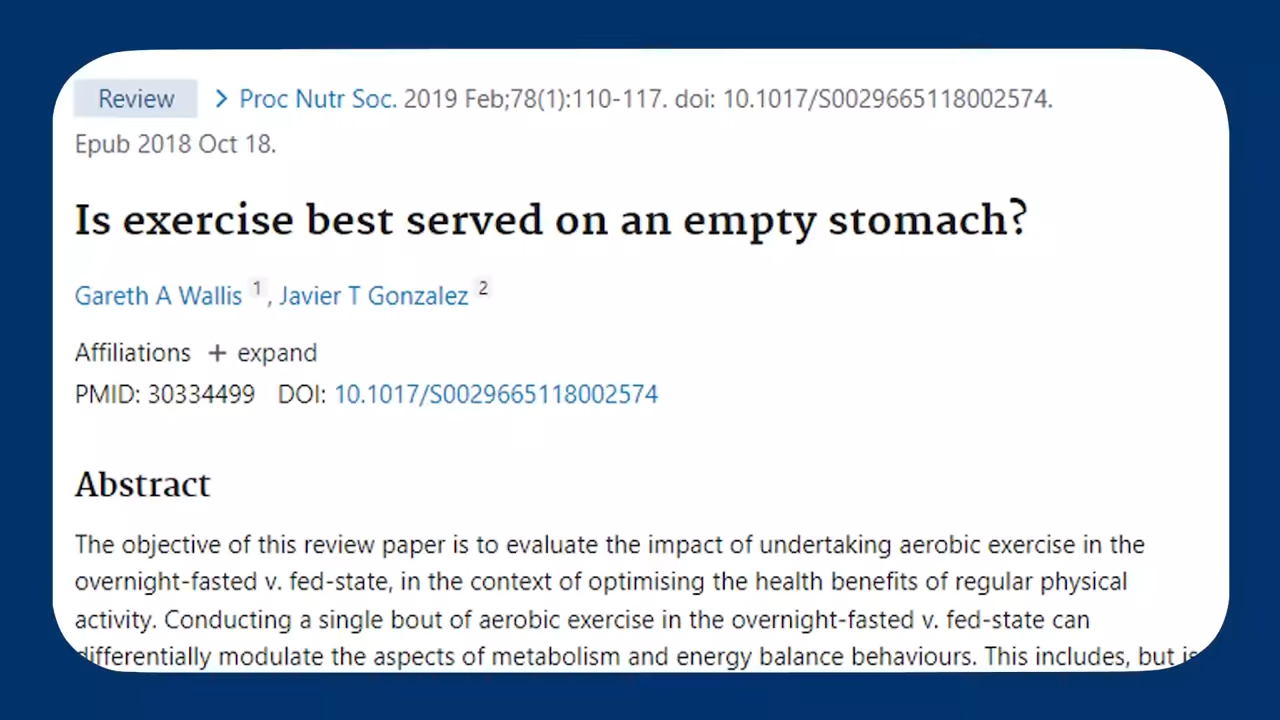 Review > Proc Nutr Soc. 2019 Feb;78(1):110-117. doi: 10.1017/S0029665118002574.
Epub 2018 Oct 18.
Is exercise best served on an empty stomach?
Gareth A Wallis 1, Javier T Gonzalez 2
Affiliations + expand
PMID: 30334499 DOI: 10.1017/S0029665118002574
Abstract
The objective of this review paper is to evaluate the impact of undertaking aerobic exercise in the
overnight-fasted v. fed-state, in the context of optimising the health benefits of regular physical
activity. Conducting a single bout of aerobic exercise in the overnight-fasted v. fed-state can
differentially modulate the aspects of metabolism and energy balance behaviours. This includes, but is